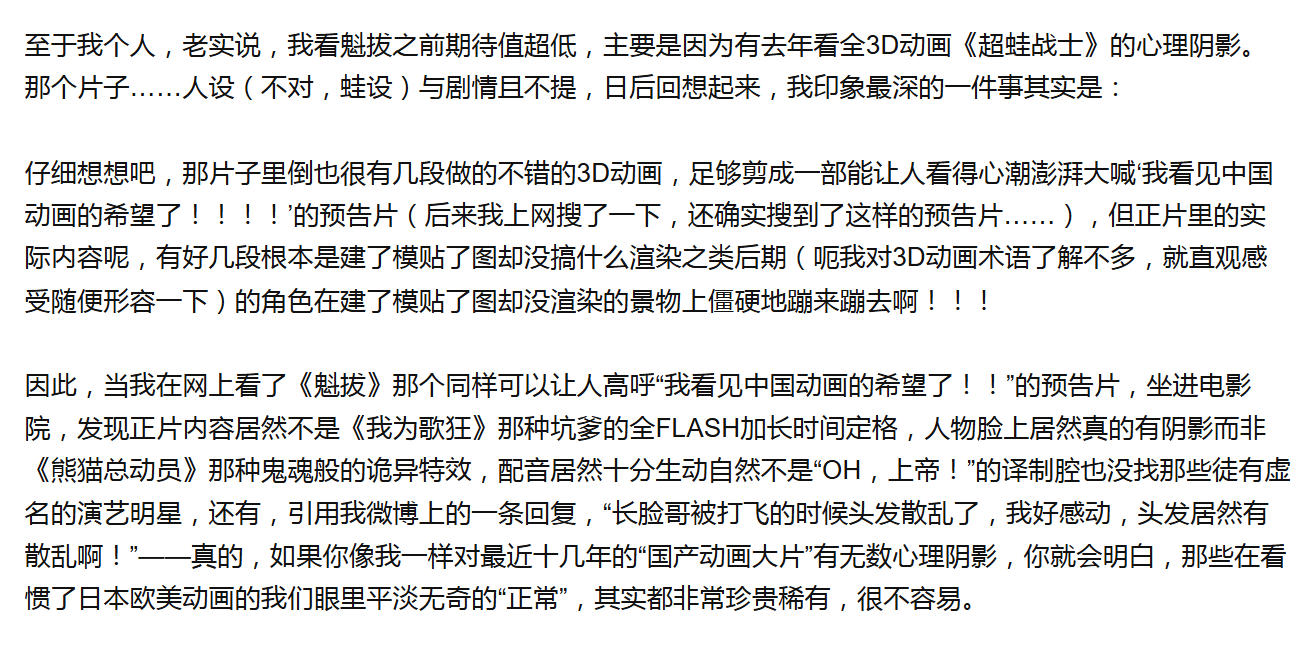 至于我个人，老实说，我看魁拔之前期待值超低，主要是因为有去年看全3D动画《超蛙战士》的心理阴影。
那个片子……人设（不对，蛙设）与剧情且不提，日后回想起来，我印象最深的一件事其实是：
仔细想想吧，那片子里倒也很有几段做的不错的3D动画，足够剪成一部能让人看得心潮澎湃大喊‘我看见中国
动画的希望了！！！！’的预告片（后来我上网搜了一下，还确实搜到了这样的预告片……），但正片里的实
际内容呢，有好几段根本是建了模贴了图却没搞什么渲染之类后期（呃我对3D动画术语了解不多，就直观感
受随便形容一下）的角色在建了模贴了图却没渲染的景物上僵硬地蹦来蹦去啊！！！
因此，当我在网上看了《魁拔》那个同样可以让人高呼“我看见中国动画的希望了！！”的预告片，坐进电影
院，发现正片内容居然不是《我为歌狂》那种坑爹的全FLASH加长时间定格，人物脸上居然真的有阴影而非
《熊猫总动员》那种鬼魂般的诡异特效，配音居然十分生动自然不是“OH，上帝！”的译制腔也没找那些徒有虚
名的演艺明星，还有，引用我微博上的一条回复，“长脸哥被打飞的时候头发散乱了，我好感动，头发居然有
散乱啊！”——真的，如果你像我一样对最近十几年的“国产动画大片”有无数心理阴影，你就会明白，那些在看
惯了日本欧美动画的我们眼里平淡无奇的“正常”，其实都非常珍贵稀有，很不容易。